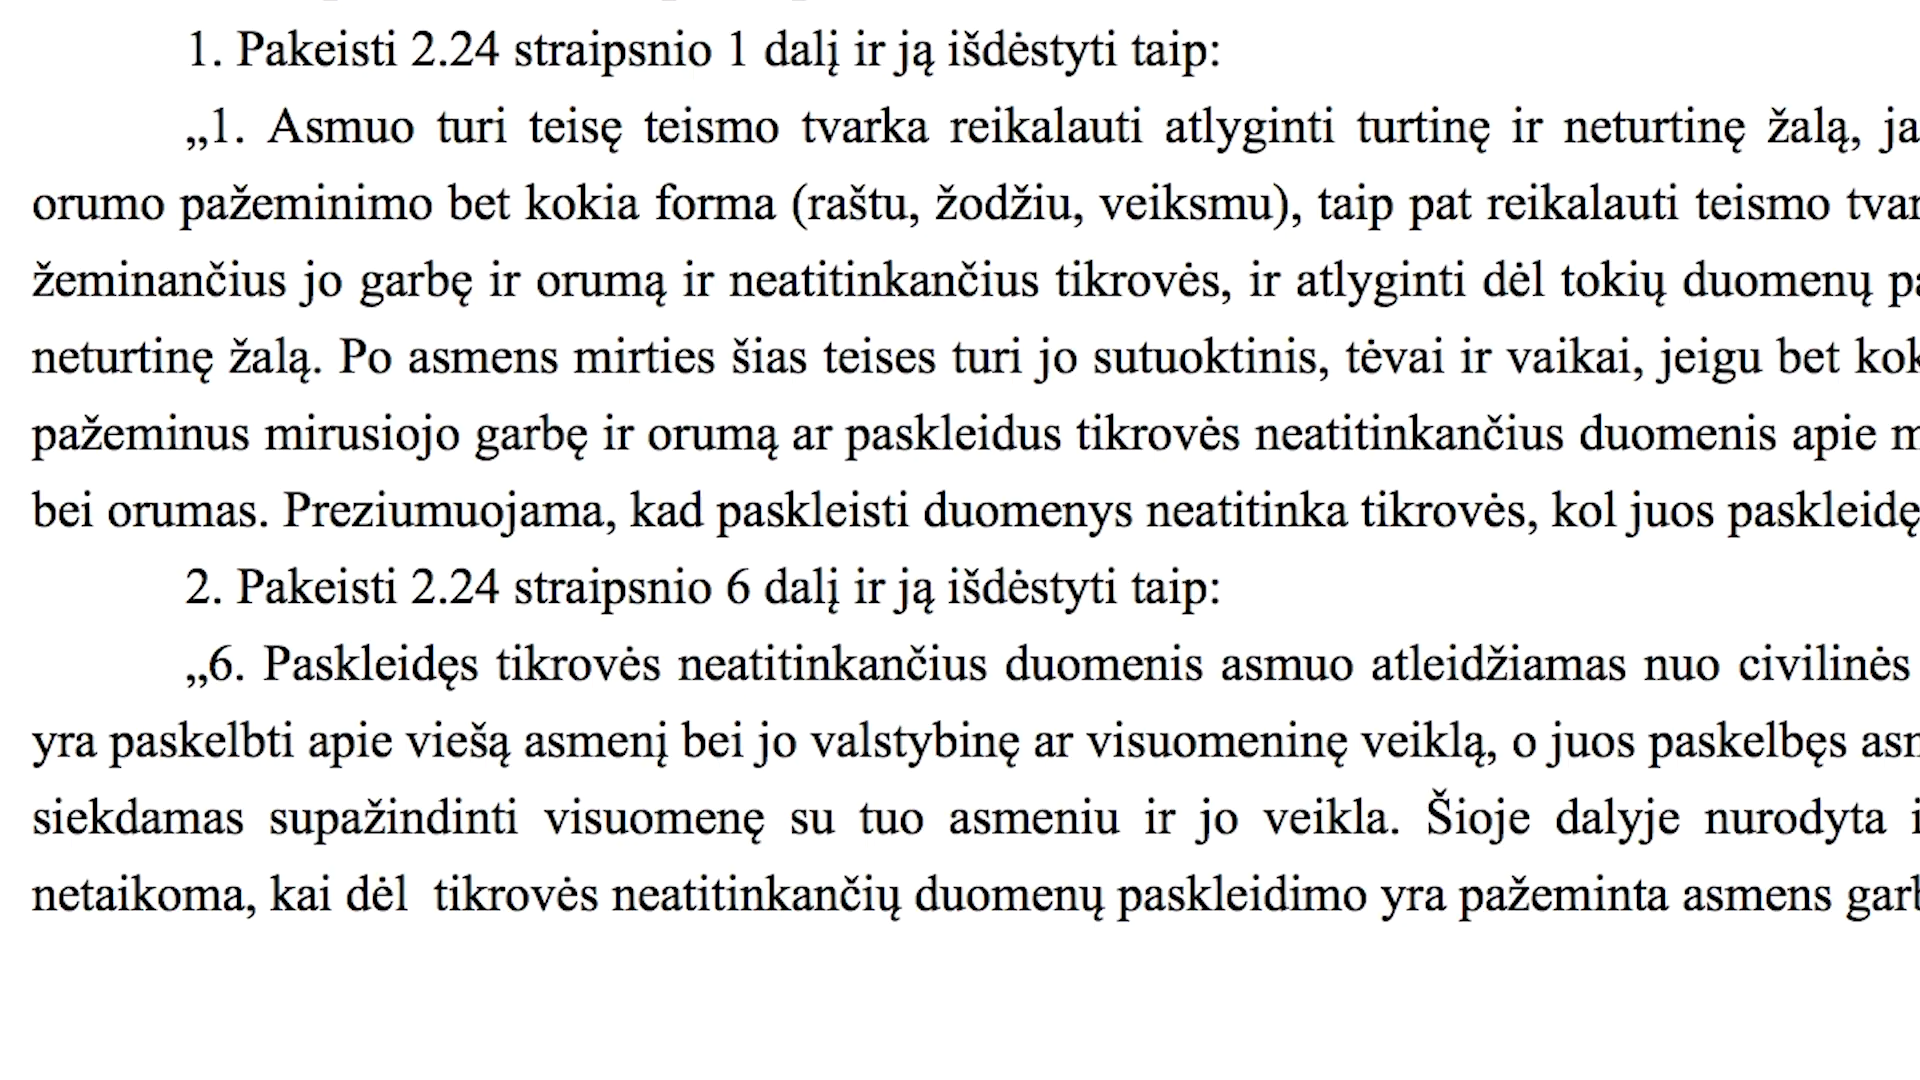 1. Pakeisti 2.24 straipsnio 1 dalį ir ją išdėstyti taip:
„1. Asmuo turi teisę teismo tvarka reikalauti atlyginti turtinę ir neturtinę žalą, ja
orumo pažeminimo bet kokia forma (raštu, žodžiu, veiksmu), taip pat reikalauti teismo tvar
žeminančius jo garbę ir orumą ir neatitinkančius tikrovės, ir atlyginti dėl tokių duomenų pa
neturtinę žalą. Po asmens mirties šias teises turi jo sutuoktinis, tėvai ir vaikai, jeigu bet kok
pažeminus mirusiojo garbę ir orumą ar paskleidus tikrovės neatitinkančius duomenis apie m
bei orumas. Preziumuojama, kad paskleisti duomenys neatitinka tikrovės, kol juos paskleidę
2. Pakeisti 2.24 straipsnio 6 dalį ir ją išdėstyti taip:
„6. Paskleidęs tikrovės neatitinkančius duomenis asmuo atleidžiamas nuo civilinės
yra paskelbti apie viešą asmenį bei jo valstybinę ar visuomeninę veiklą, o juos paskelbęs asm
siekdamas supažindinti visuomenę su tuo asmeniu ir jo veikla. Šioje dalyje nurodyta i
netaikoma, kai dėl tikrovės neatitinkančių duomenų paskleidimo yra pažeminta asmens garb